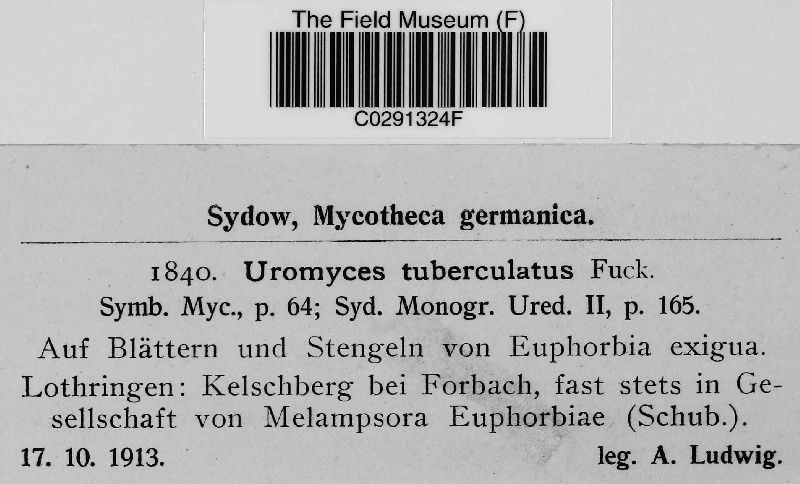 The Field Museum (F)
C0291324F
Sydow, Mycotheca germanica.
1840. Uromyces tuberculatus Fuck.
Symb. Myc., p. 64; Syd. Monogr. Ured. II, p. 165.
Auf Blättern und Stengeln von Euphorbia exigua.
Lothringen: Kelschberg bei Forbach, fast stets in Ge-
sellschaft von Melampsora Euphorbiae (Schub.).
17. 10. 1913. leg. A. Ludwig.